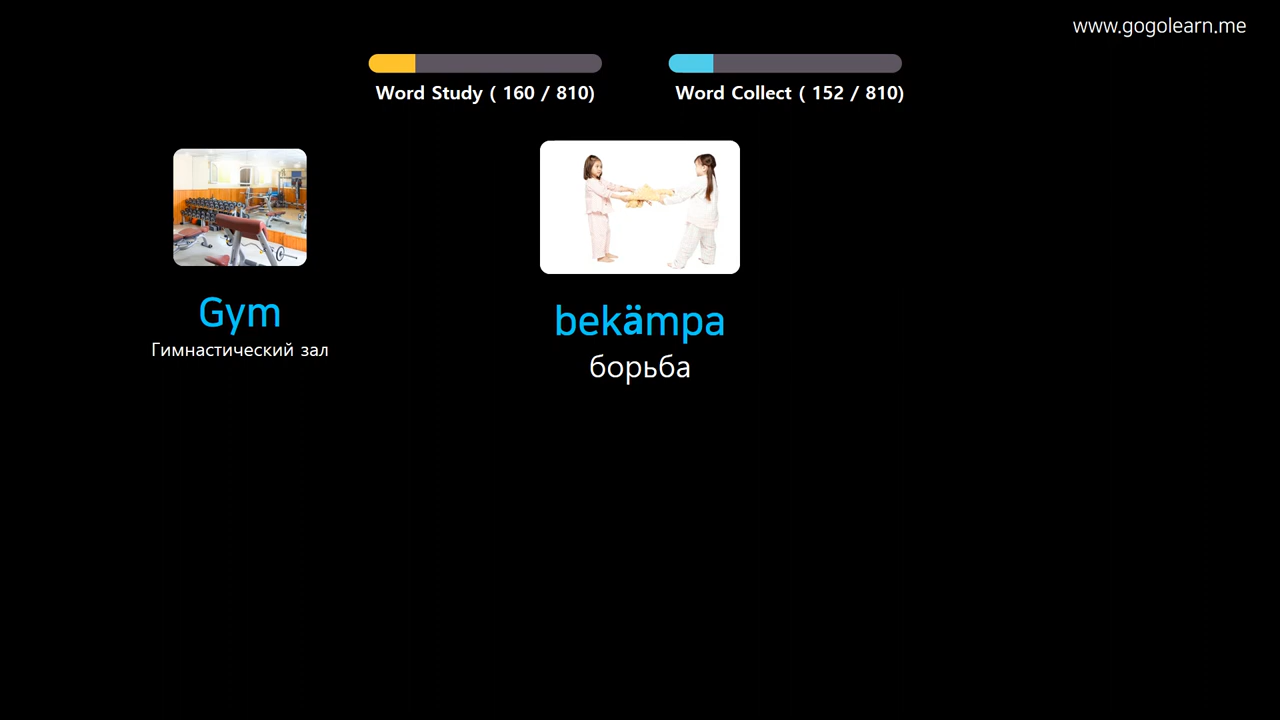 www.gogolearn.me
Word Study ( 160 / 810)
Word Collect ( 152 / 810)
Gym
Гимнастический зал
bekämpa
борьба